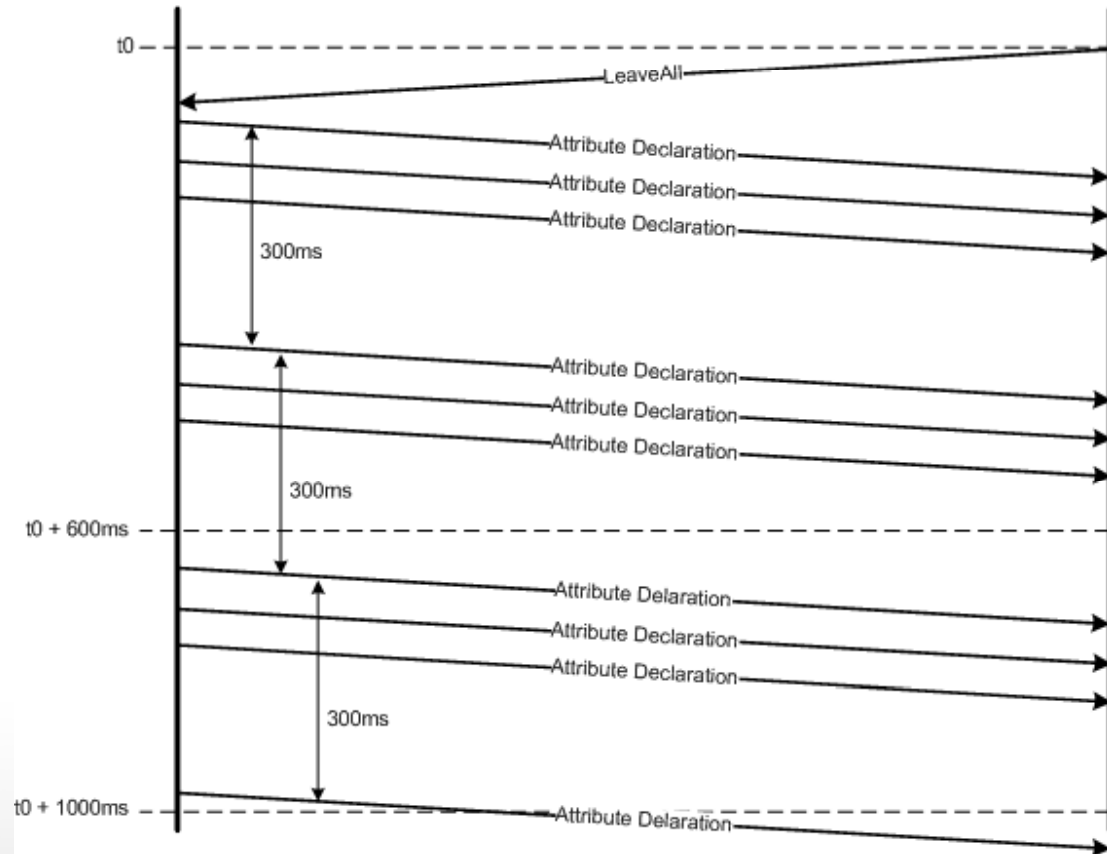 t0
LeaveAll
Attribute Declaration
Attribute Declaration
Attribute Declaration
300ms
Attribute Declaration
Attribute Declaration
Attribute Declaration
300ms
t0 + 600ms
Attribute Delaration
Attribute Declaration
Attribute Declaration
300ms
t0 + 1000ms
Attribute Delaration